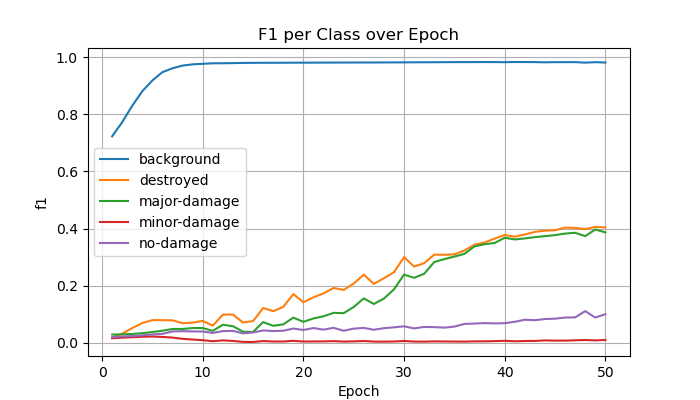 F1 per Class over Epoch
f1
1.0
0.8
0.6
0.4
0.2
0.0
background
destroyed
major-damage
minor-damage
no-damage
0 10 20 30 40 50
Epoch